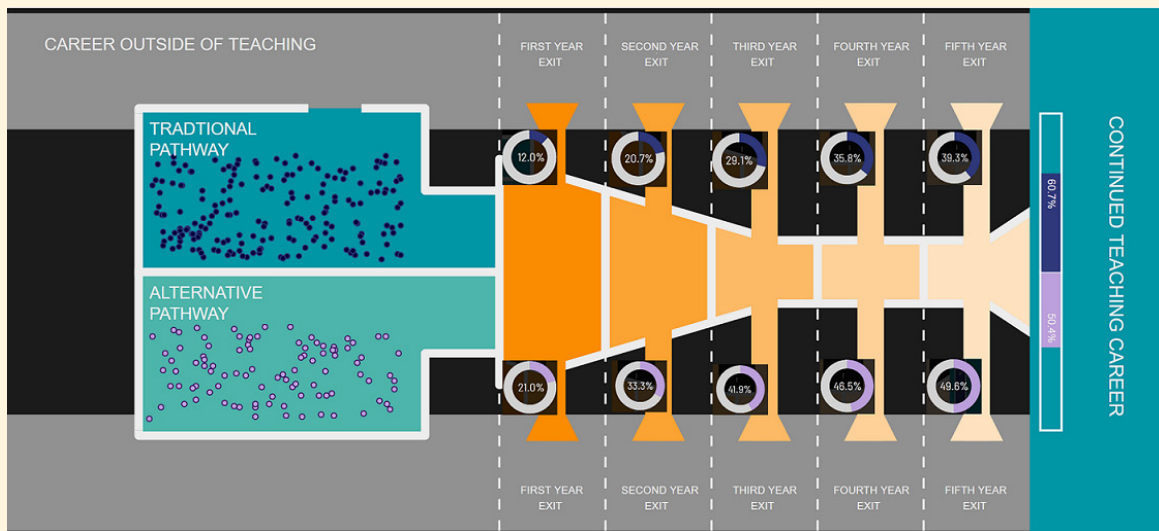 CAREER OUTSIDE OF TEACHING
FIRST YEAR
EXIT
SECOND YEAR
EXIT
THIRD YEAR
EXIT
FOURTH YEAR
EXIT
FIFTH YEAR
EXIT
TRADTIONAL
PATHWAY
12.0%
20.7%
29.1%
35.8%
39.3%
60.7%
CONTINUED TEACHING CAREER
ALTERNATIVE
PATHWAY
50.4%
21.0%
33.3%
41.9%
46.5%
49.6%
FIRST YEAR
EXIT
SECOND YEAR
EXIT
THIRD YEAR
EXIT
FOURTH YEAR
EXIT
FIFTH YEAR
EXIT